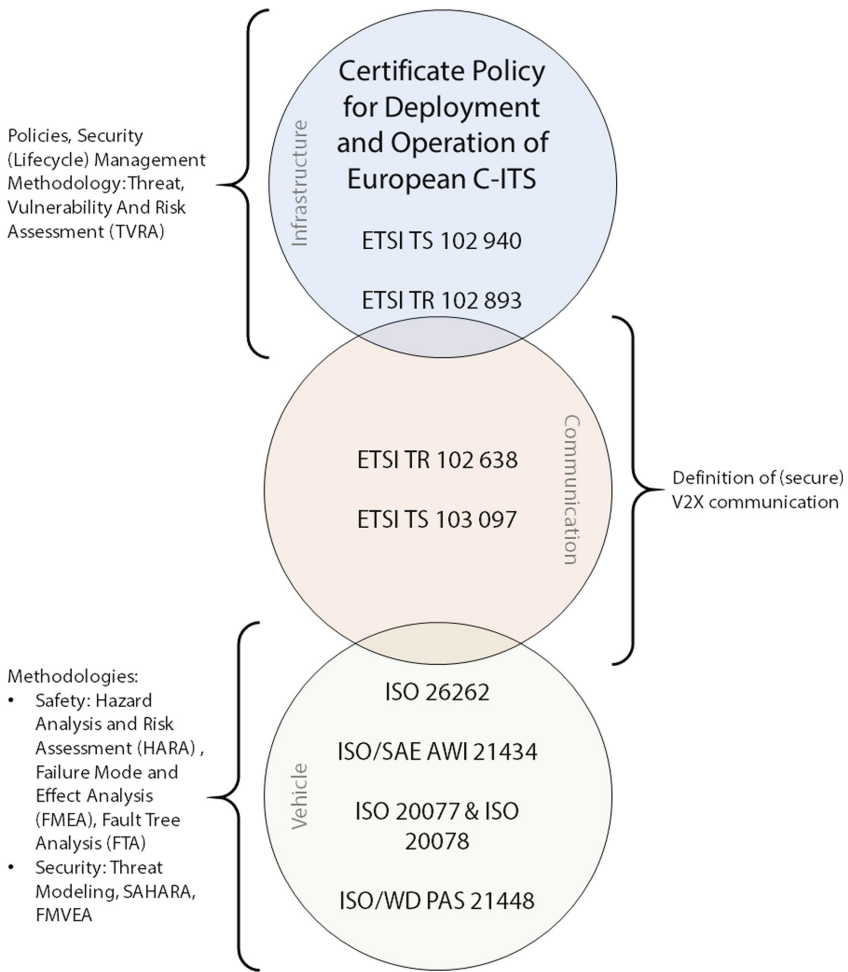 Certificate Policy
for Deployment
and Operation of
European C-ITS
ETSI TS 102 940
ETSI TR 102 893
Infrastructure
Policies, Security
(Lifecycle) Management
Methodology:Threat,
Vulnerability And Risk
Assessment (TVRA)
ETSI TR 102 638
ETSI TS 103 097
Communication
Definition of (secure)
V2X communication
ISO 26262
ISO/SAE AWI 21434
ISO 20077 & ISO
20078
ISO/WD PAS 21448
Vehicle
Methodologies:
• Safety: Hazard
Analysis and Risk
Assessment (HARA) ,
Failure Mode and
Effect Analysis
(FMEA), Fault Tree
Analysis (FTA)
• Security: Threat
Modeling, SAHARA,
FMVEA